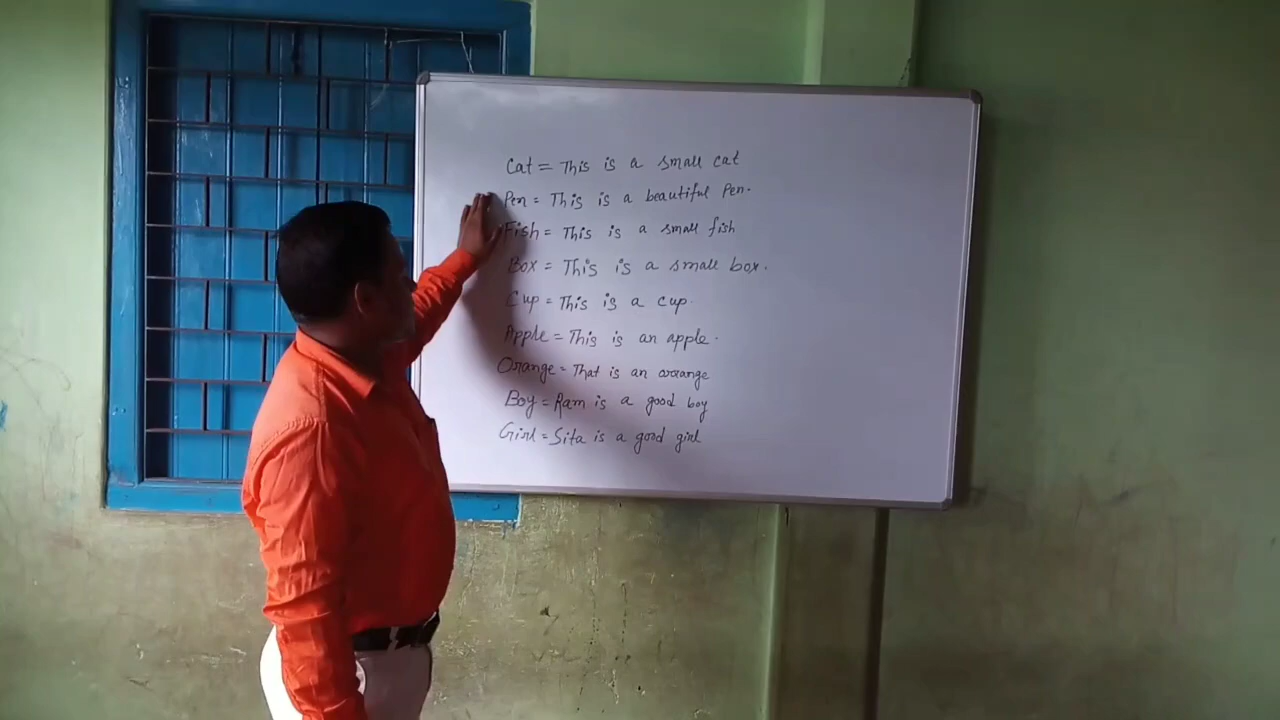 Cat = This is a small cat
Pen = This is a beautiful Pen.
Fish = This is a small fish
Box = This is a small box.
Cup = This is a cup.
Apple = This is an apple.
Orange = That is an orange
Boy = Ram is a good boy
Girl = Sita is a good girl